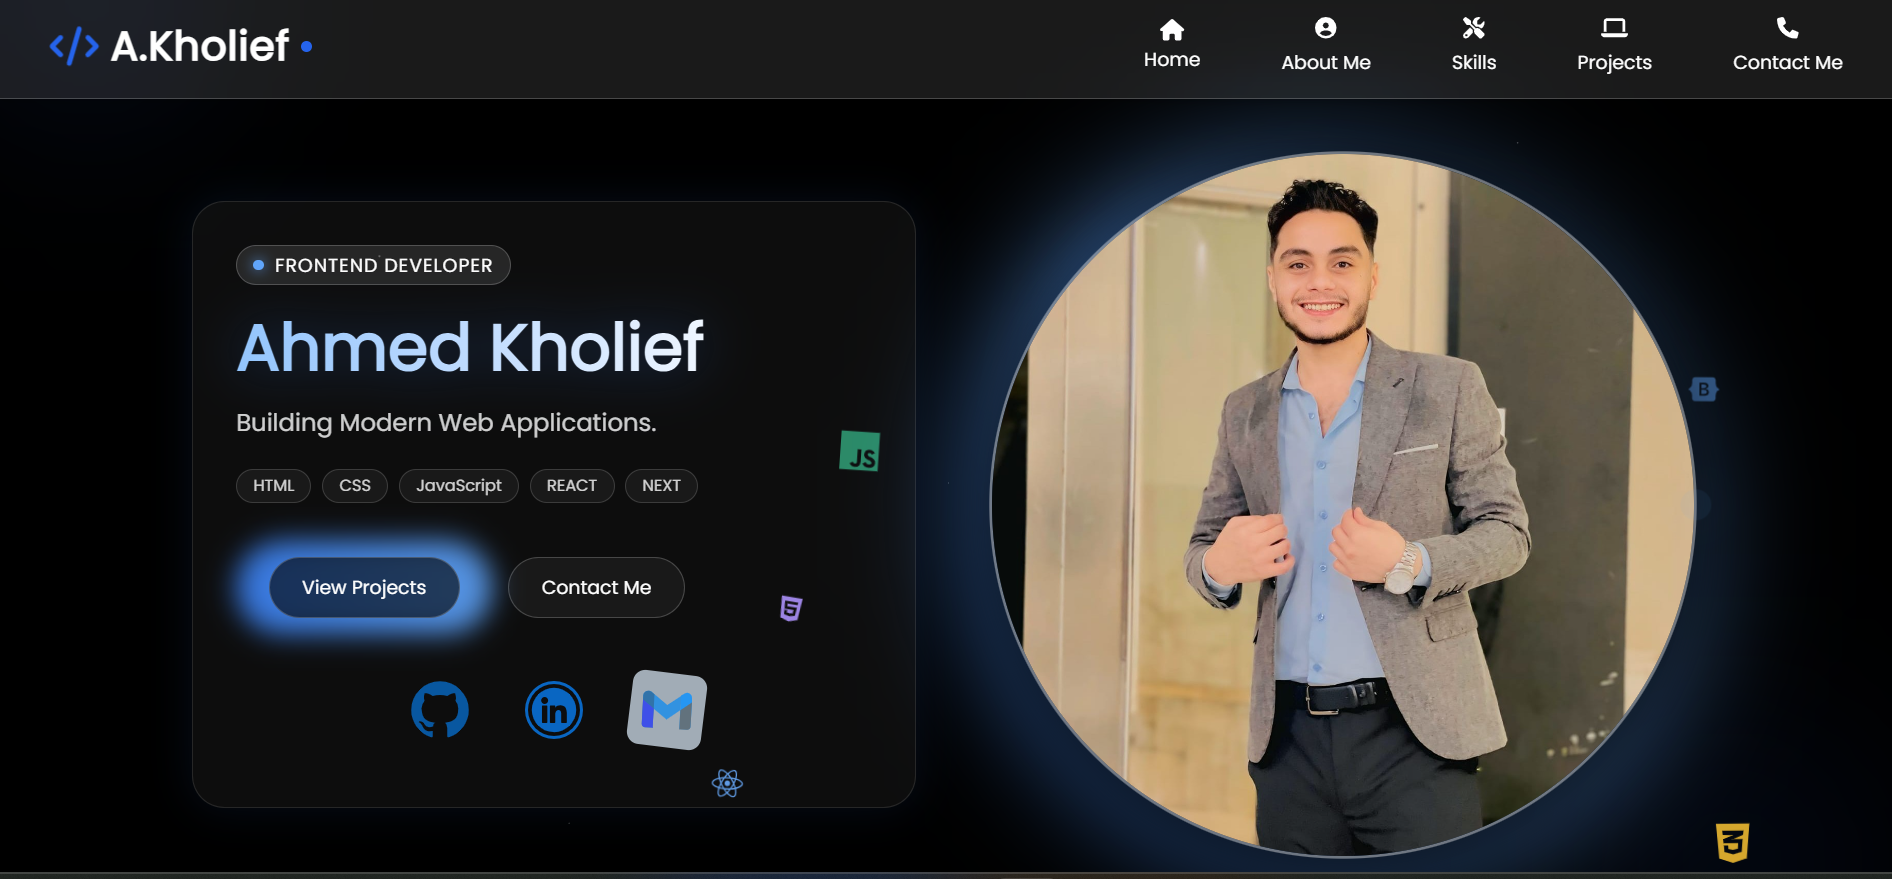 </> A.Kholief
Home
About Me
Skills
Projects
Contact Me
FRONTEND DEVELOPER
Ahmed Kholief
Building Modern Web Applications.
HTML CSS JavaScript REACT NEXT
JS
View Projects Contact Me
5
in
M
B
3